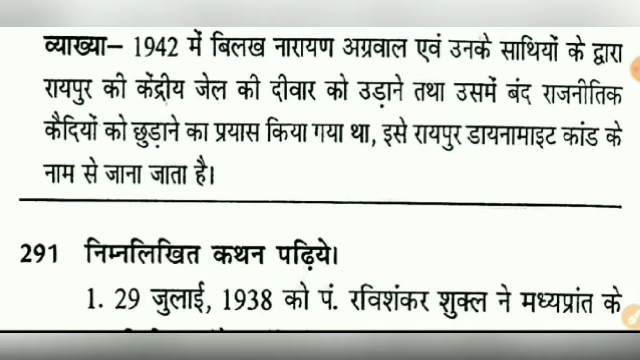 व्याख्या– 1942 में बिलख नारायण अग्रवाल एवं उनके साथियों के द्वारा
रायपुर की केंद्रीय जेल की दीवार को उड़ाने तथा उसमें बंद राजनीतिक
कैदियों को छुड़ाने का प्रयास किया गया था, इसे रायपुर डायनामाइट कांड के
नाम से जाना जाता है।
291 निम्नलिखित कथन पढ़िये।
1. 29 जुलाई, 1938 को पं. रविशंकर शुक्ल ने मध्यप्रांत के